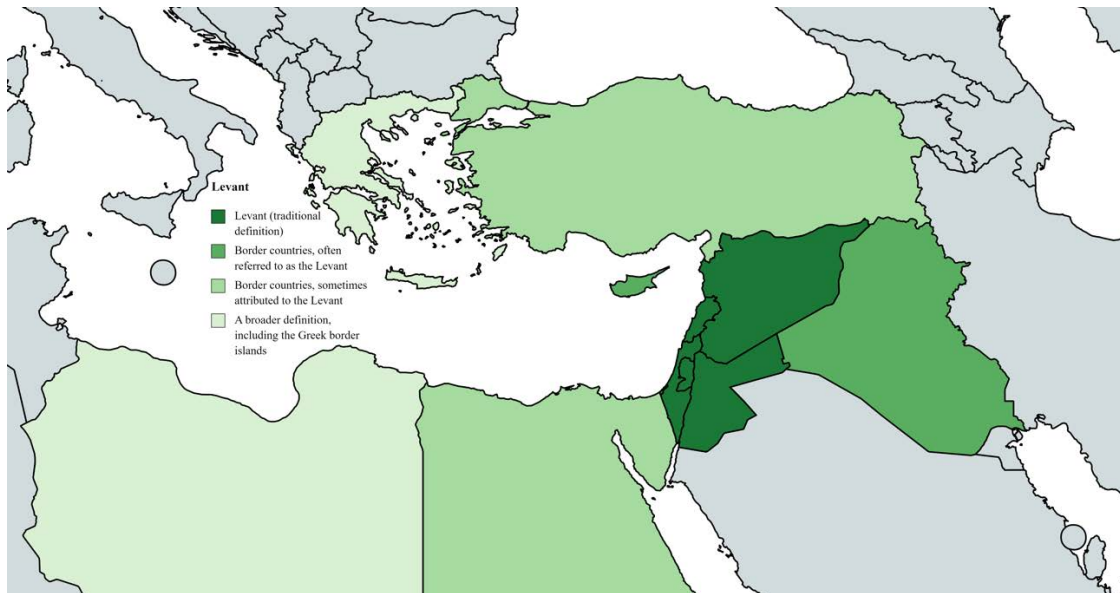 Levant
Levant (traditional
definition)
Border countries, often
referred to as the Levant
Border countries, sometimes
attributed to the Levant
A broader definition,
including the Greek border
islands